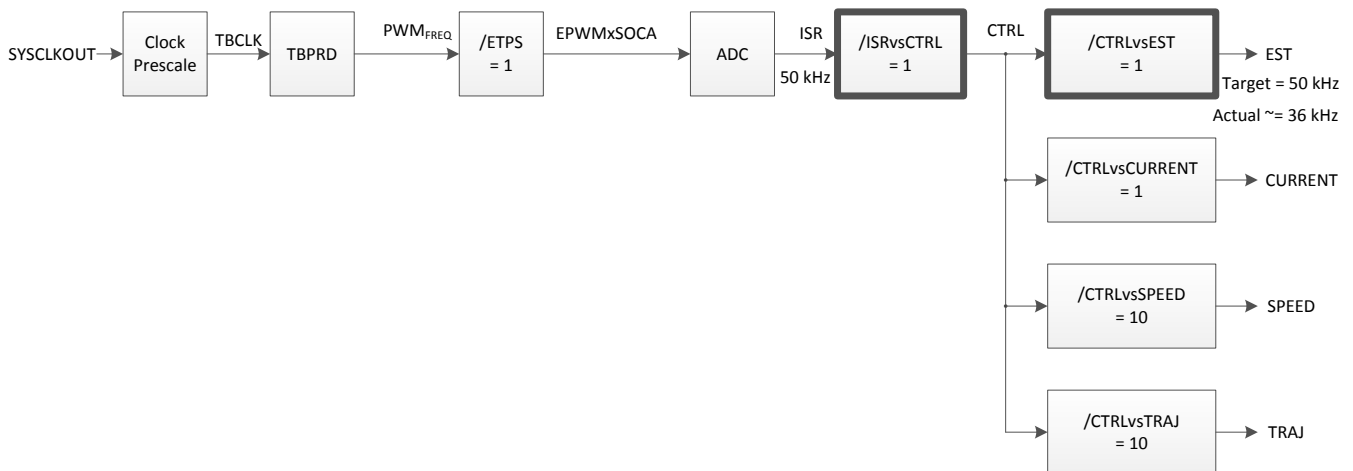 SYSCLKOUT
Clock
Prescale
TBCLK
TBPRD
PWMFREQ
/ETPS
= 1
EPWMxSOCA
ADC
ISR
50 kHz
/ISRvsCTRL
= 1
CTRL
/CTRLvsEST
= 1
EST
Target = 50 kHz
Actual ~= 36 kHz
/CTRLvsCURRENT
= 1
CURRENT
/CTRLvsSPEED
= 10
SPEED
/CTRLvsTRAJ
= 10
TRAJ